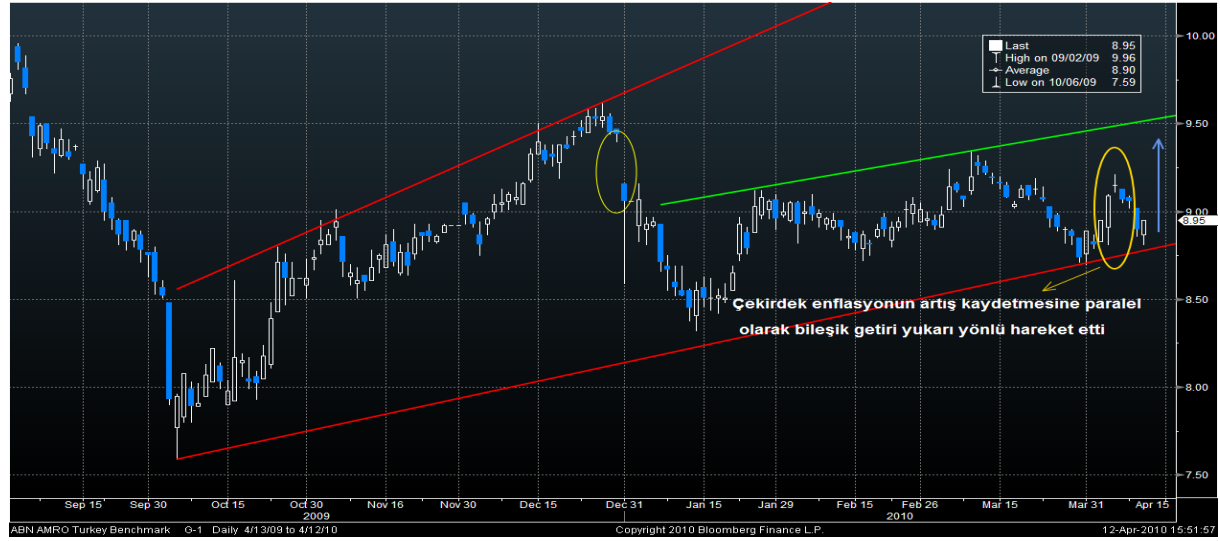 10.00
Last 8.95
High on 09/02/09 9.96
Average 8.90
Low on 10/06/09 7.59
9.50
9.00
8.95
8.50
Çekirdek enflasyonun artış kaydetmesine paralel
olarak bileşik getiri yukarı yönlü hareket etti
8.00
7.50
Sep 15 Sep 30 Oct 15 Oct 30 Nov 16 Nov 30 Dec 15 Dec 31 Jan 15 Jan 29 Feb 15 Feb 26 Mar 15 Mar 31 Apr 15
2009 2010
ABN AMRO Turkey Benchmark G-1 Daily 4/13/09 to 4/12/10 Copyright 2010 Bloomberg Finance L.P. 12-Apr-2010 15:51:57